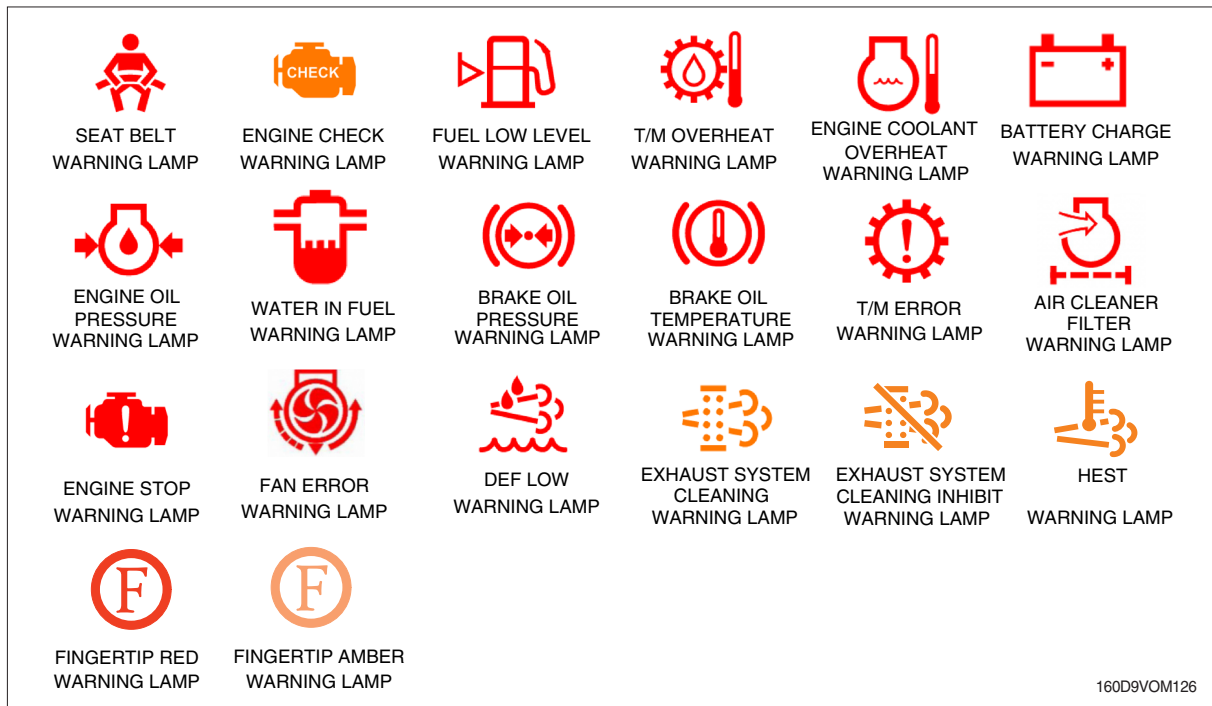 CHECK
SEAT BELT
WARNING LAMP
ENGINE CHECK
WARNING LAMP
FUEL LOW LEVEL
WARNING LAMP
T/M OVERHEAT
WARNING LAMP
ENGINE COOLANT
OVERHEAT
WARNING LAMP
BATTERY CHARGE
WARNING LAMP
ENGINE OIL
PRESSURE
WARNING LAMP
WATER IN FUEL
WARNING LAMP
BRAKE OIL
PRESSURE
WARNING LAMP
BRAKE OIL
TEMPERATURE
WARNING LAMP
T/M ERROR
WARNING LAMP
AIR CLEANER
FILTER
WARNING LAMP
ENGINE STOP
WARNING LAMP
FAN ERROR
WARNING LAMP
DEF LOW
WARNING LAMP
EXHAUST SYSTEM
CLEANING
WARNING LAMP
EXHAUST SYSTEM
CLEANING INHIBIT
WARNING LAMP
HEST
WARNING LAMP
F
FINGERTIP RED
WARNING LAMP
F
FINGERTIP AMBER
WARNING LAMP
160D9VOM126